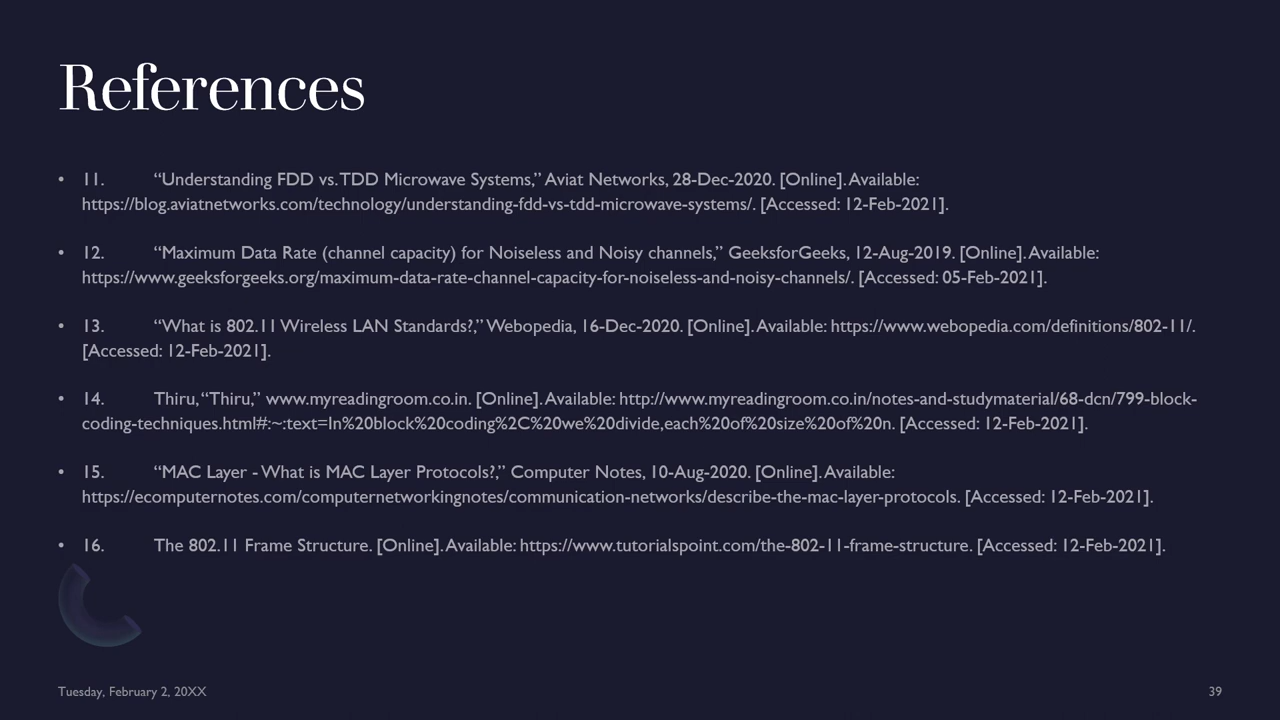 References
• 11. “Understanding FDD vs. TDD Microwave Systems,” Aviat Networks, 28-Dec-2020. [Online]. Available:
https://blog.aviatnetworks.com/technology/understanding-fdd-vs-tdd-microwave-systems/. [Accessed: 12-Feb-2021].
• 12. “Maximum Data Rate (channel capacity) for Noiseless and Noisy channels,” GeeksforGeeks, 12-Aug-2019. [Online]. Available:
https://www.geeksforgeeks.org/maximum-data-rate-channel-capacity-for-noiseless-and-noisy-channels/. [Accessed: 05-Feb-2021].
• 13. “What is 802.11 Wireless LAN Standards?,” Webopedia, 16-Dec-2020. [Online]. Available: https://www.webopedia.com/definitions/802-11/.
[Accessed: 12-Feb-2021].
• 14. Thiru, “Thiru,” www.myreadingroom.co.in. [Online]. Available: http://www.myreadingroom.co.in/notes-and-studymaterial/68-dcn/799-block-
coding-techniques.html#:~:text=In%20block%20coding%2C%20we%20divide,each%20of%20size%20of%20n. [Accessed: 12-Feb-2021].
• 15. “MAC Layer - What is MAC Layer Protocols?,” Computer Notes, 10-Aug-2020. [Online]. Available:
https://ecomputernotes.com/computernetworkingnotes/communication-networks/describe-the-mac-layer-protocols. [Accessed: 12-Feb-2021].
• 16. The 802.11 Frame Structure. [Online]. Available: https://www.tutorialspoint.com/the-802-11-frame-structure. [Accessed: 12-Feb-2021].
Tuesday, February 2, 20XX
39